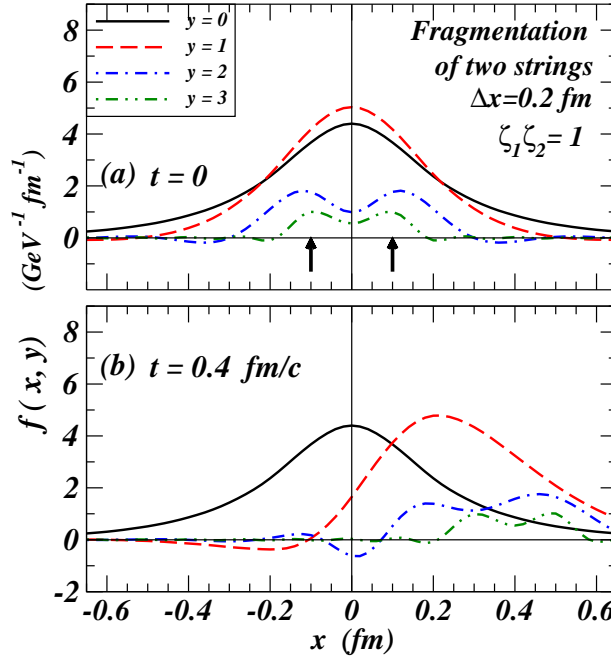 8
6
4
2
0
(GeV⁻¹ fm⁻¹)
y = 0
y = 1
y = 2
y = 3
Fragmentation
of two strings
Δx=0.2 fm
ζ₁ζ₂= 1
(a) t = 0
8
6
4
2
0
-2
f ( x, y )
(b) t = 0.4 fm/c
-0.6 -0.4 -0.2 0 0.2 0.4 0.6
x (fm)